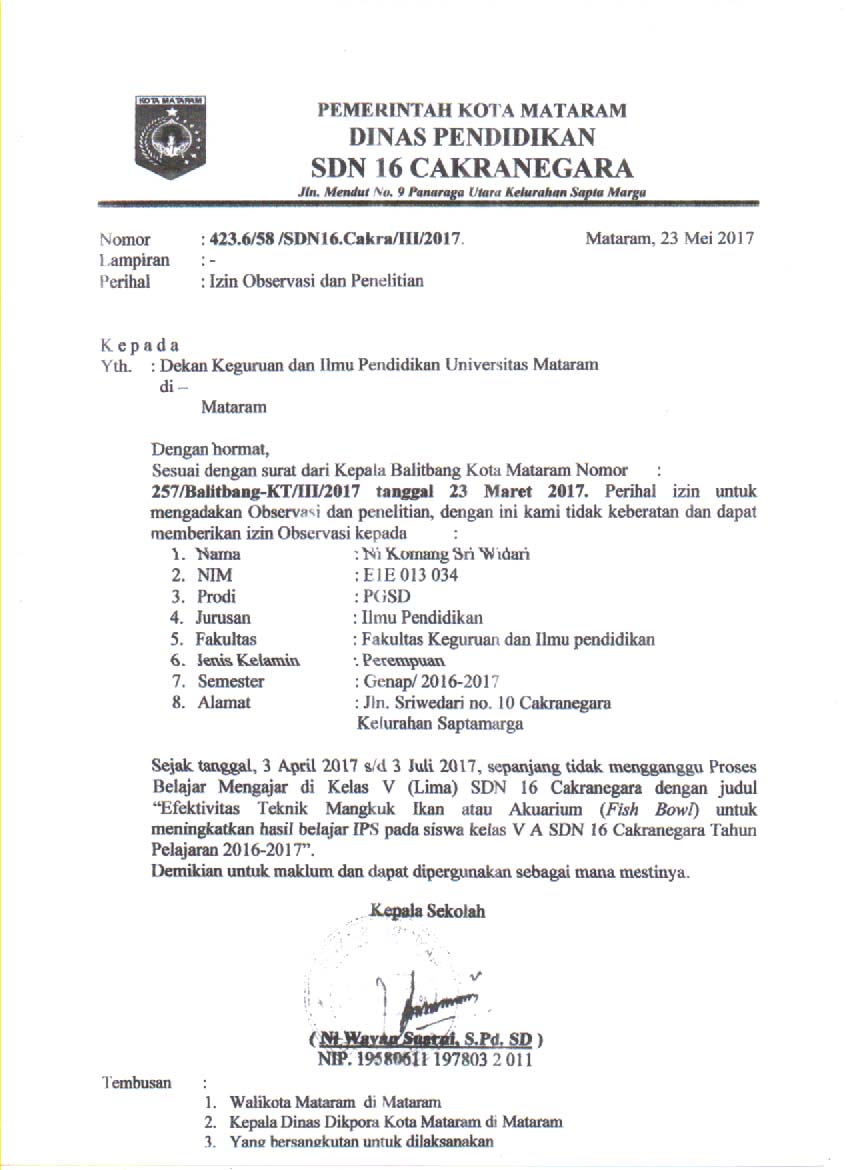 KOTA MATARAM
PEMERINTAH KOTA MATARAM
DINAS PENDIDIKAN
SDN 16 CAKRANEGARA
Jln. Mendut No. 9 Panaraga Utara Kelurahan Sapta Marga
Nomor : 423.6/58 /SDN16.Cakra/III/2017. Mataram, 23 Mei 2017
Lampiran : -
Perihal : Izin Observasi dan Penelitian
K e p a d a
Yth. : Dekan Keguruan dan Ilmu Pendidikan Universitas Mataram
di –
Mataram
Dengan hormat,
Sesuai dengan surat dari Kepala Balitbang Kota Mataram Nomor :
257/Balitbang-KT/III/2017 tanggal 23 Maret 2017. Perihal izin untuk
mengadakan Observasi dan penelitian, dengan ini kami tidak keberatan dan dapat
memberikan izin Observasi kepada :
1. Nama : Ni Komang Sri Widari
2. NIM : E1E 013 034
3. Prodi : PGSD
4. Jurusan : Ilmu Pendidikan
5. Fakultas : Fakultas Keguruan dan Ilmu pendidikan
6. Jenis Kelamin : Perempuan
7. Semester : Genap/ 2016-2017
8. Alamat : Jln. Sriwedari no. 10 Cakranegara
Kelurahan Saptamarga
Sejak tanggal, 3 April 2017 s/d 3 Juli 2017, sepanjang tidak mengganggu Proses
Belajar Mengajar di Kelas V (Lima) SDN 16 Cakranegara dengan judul
“Efektivitas Teknik Mangkuk Ikan atau Akuarium (Fish Bowl) untuk
meningkatkan hasil belajar IPS pada siswa kelas V A SDN 16 Cakranegara Tahun
Pelajaran 2016-2017”.
Demikian untuk maklum dan dapat dipergunakan sebagai mana mestinya.
Kepala Sekolah
( Ni Wayan S.Pd. SD )
NIP. 19580611 197803 2 011
Tembusan :
1. Walikota Mataram di Mataram
2. Kepala Dinas Dikpora Kota Mataram di Mataram
3. Yang bersangkutan untuk dilaksanakan